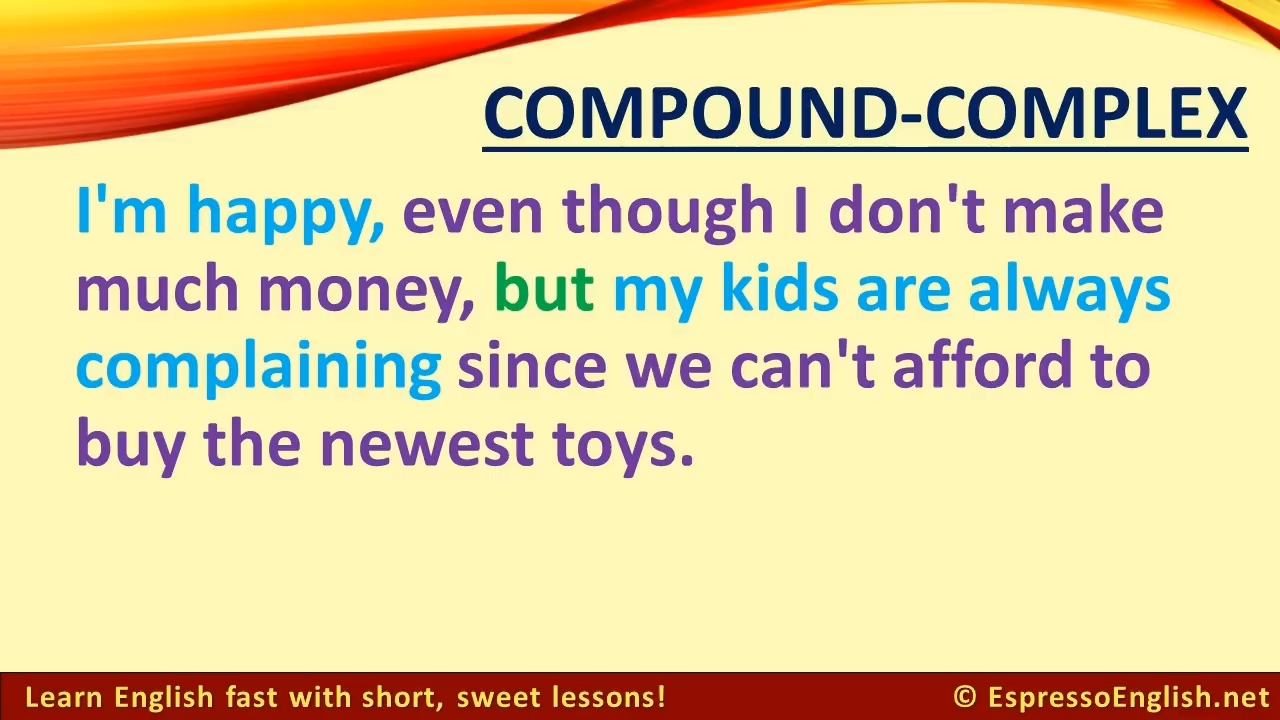 COMPOUND-COMPLEX
I'm happy, even though I don't make
much money, but my kids are always
complaining since we can't afford to
buy the newest toys.
Learn English fast with short, sweet lessons!
© EspressoEnglish.net